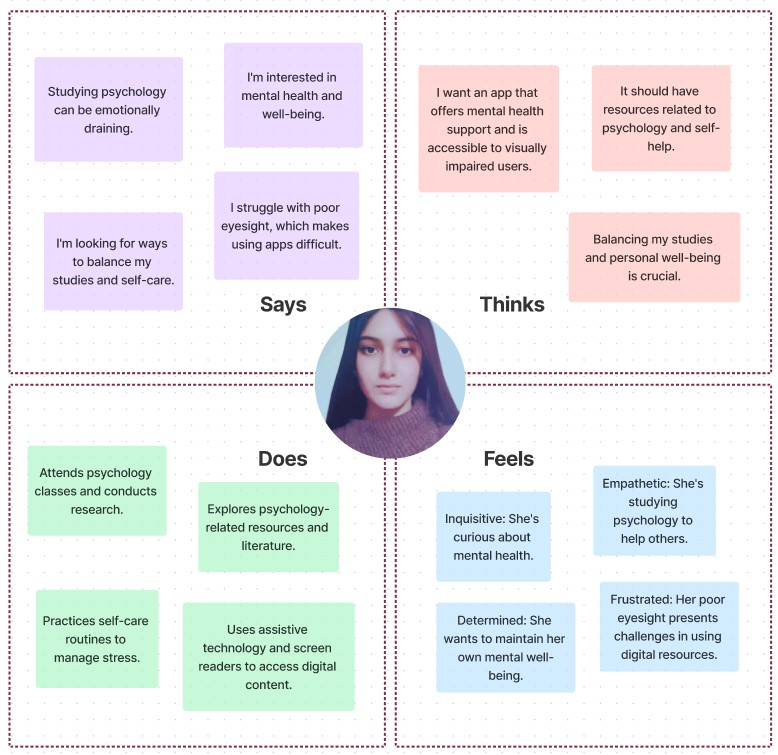 Studying psychology
can be emotionally
draining.
I'm interested in
mental health and
well-being.
I'm looking for ways
to balance my
studies and self-care.
I struggle with poor
eyesight, which makes
using apps difficult.
Says
I want an app that
offers mental health
support and is
accessible to visually
impaired users.
It should have
resources related to
psychology and self-
help.
Balancing my studies
and personal well-being
is crucial.
Thinks
Does
Attends psychology
classes and conducts
research.
Explores psychology-
related resources and
literature.
Practices self-care
routines to
manage stress.
Uses assistive
technology and screen
readers to access digital
content.
Feels
Inquisitive: She's
curious about
mental health.
Empathetic: She's
studying
psychology to
help others.
Determined: She
wants to maintain her
own mental well-
being.
Frustrated: Her poor
eyesight presents
challenges in using
digital resources.